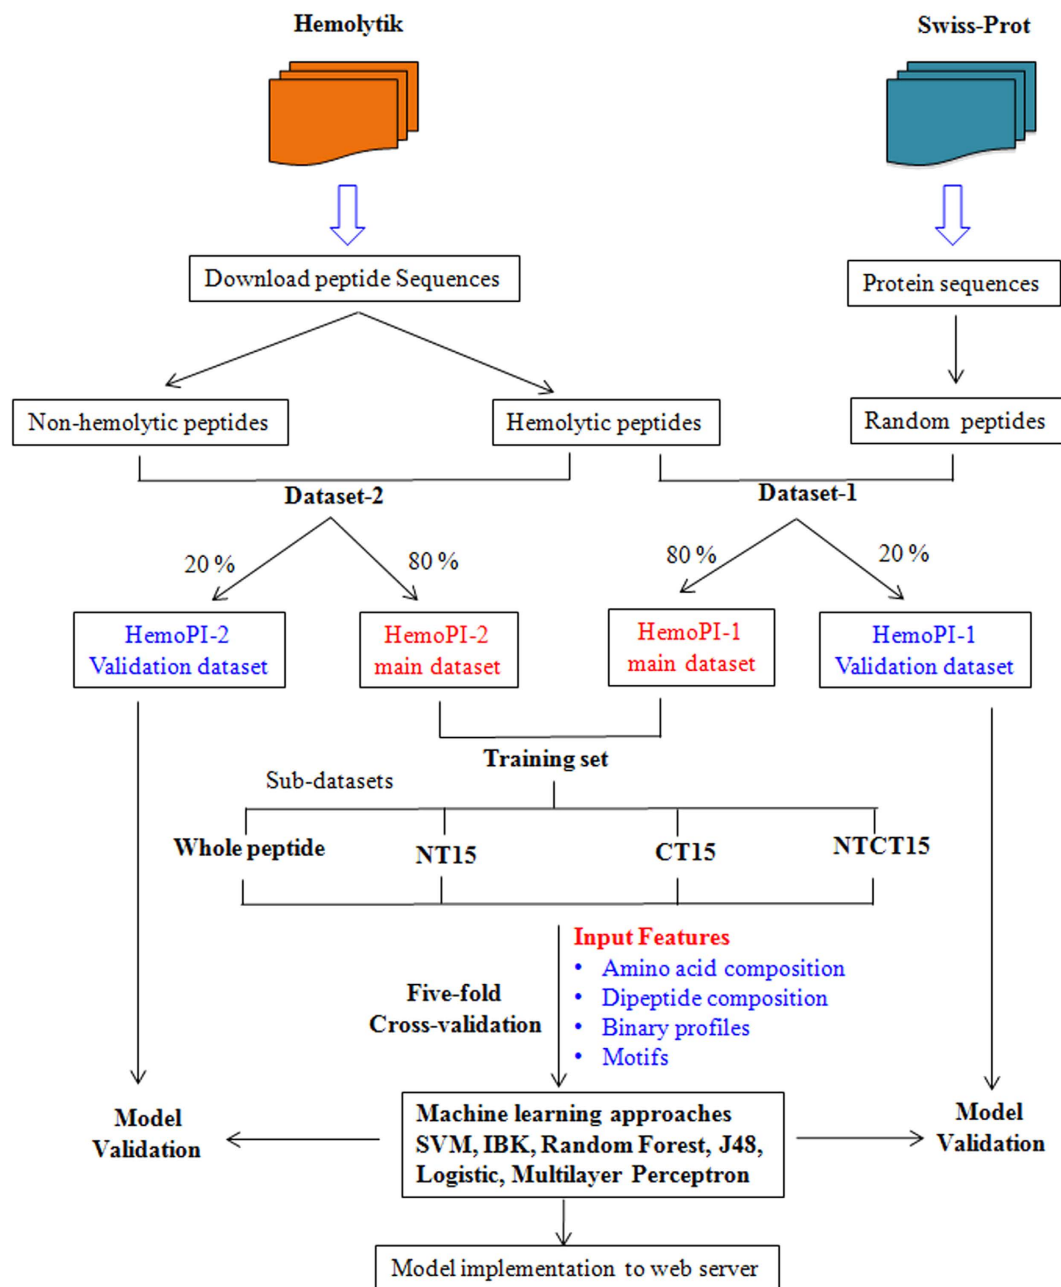 Hemolytik
Swiss-Prot
Download peptide Sequences
Protein sequences
Non-hemolytic peptides
Hemolytic peptides
Random peptides
Dataset-2
Dataset-1
20 %
80 %
80 %
20 %
HemoPI-2
Validation dataset
HemoPI-2
main dataset
HemoPI-1
main dataset
HemoPI-1
Validation dataset
Training set
Sub-datasets
Whole peptide
NT15
CT15
NTCT15
Input Features
• Amino acid composition
• Dipeptide composition
• Binary profiles
• Motifs
Five-fold
Cross-validation
Model
Validation
Machine learning approaches
SVM, IBK, Random Forest, J48,
Logistic, Multilayer Perceptron
Model
Validation
Model implementation to web server